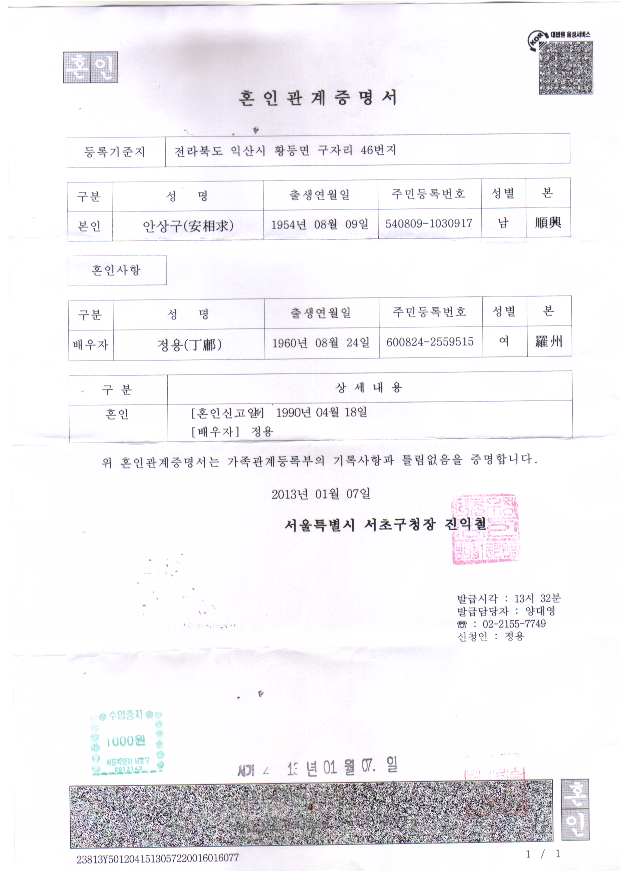 대법원 음성서비스
혼인
혼 인 관 계 증 명 서
등록기준지 전라북도 익산시 황등면 구자리 46번지
구분 성 명 출생연월일 주민등록번호 성별 본
본인 안상구(安相求) 1954년 08월 09일 540809-1030917 남 順興
혼인사항
구분 성 명 출생연월일 주민등록번호 성별 본
배우자 정용(丁鄘) 1960년 08월 24일 600824-2559515 여 羅州
구 분 상 세 내 용
혼인 [혼인신고일] 1990년 04월 18일
[배우자] 정용
위 혼인관계증명서는 가족관계등록부의 기록사항과 틀림없음을 증명합니다.
2013년 01월 07일
서울특별시 서초구청장 진익철
발급시각 : 13시 32분
발급담당자 : 양대영
☎ : 02-2155-7749
신청인 : 정용
수입증지
1000원
서울특별시 서초구
서기 2 13 년 01 월 07. 일
혼인
23813Y5012041513057220016016077
1 / 1